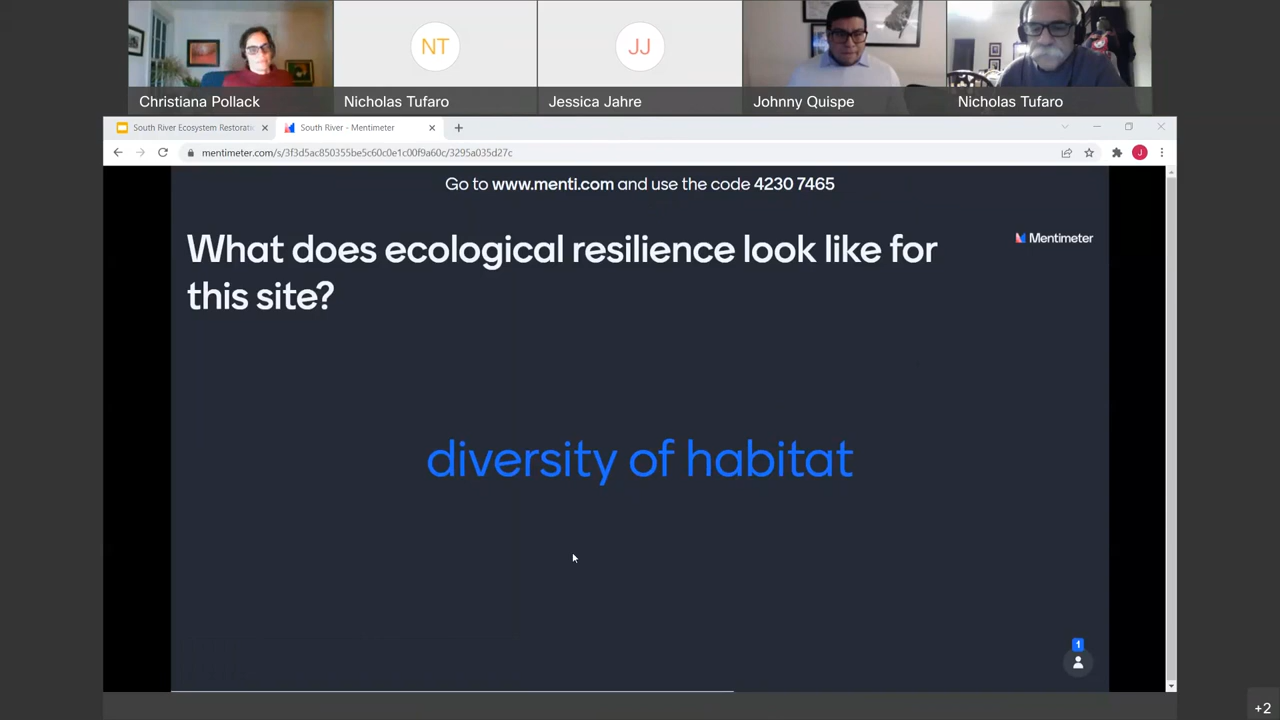 NT
JJ
Christiana Pollack
Nicholas Tufaro
Jessica Jahre
Johnny Quispe
Nicholas Tufaro
South River Ecosystem Restorati
South River - Mentimeter
mentimeter.com/s/3f3d5ac850355be5c60c0e1c00f9a60c/3295a035d27c
J
Go to www.menti.com and use the code 4230 7465
What does ecological resilience look like for
this site?
Mentimeter
diversity of habitat
1
+2